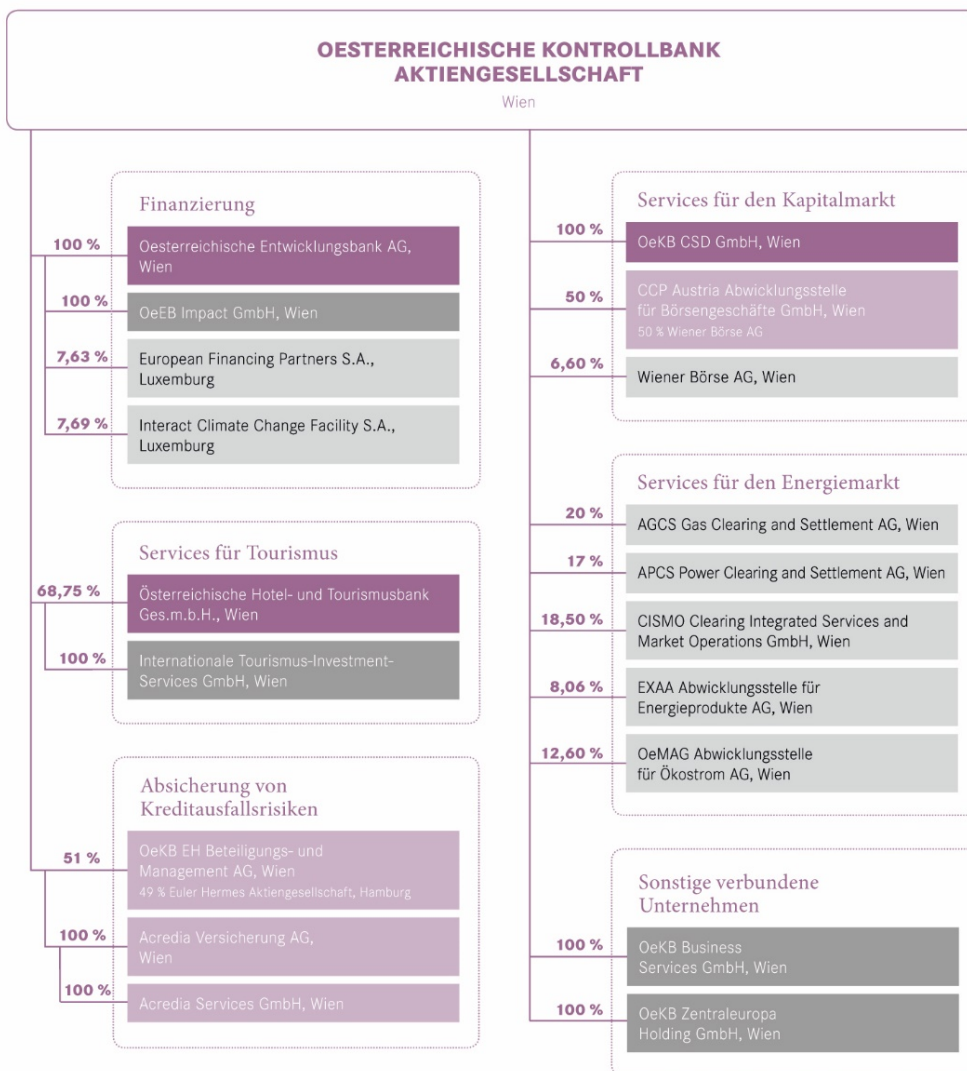 OESTERREICHISCHE KONTROLLBANK
AKTIENGESELLSCHAFT
Wien
Finanzierung
100 %
Oesterreichische Entwicklungsbank AG,
Wien
100 %
OeEB Impact GmbH, Wien
7,63 %
European Financing Partners S.A.,
Luxemburg
7,69 %
Interact Climate Change Facility S.A.,
Luxemburg
Services für Tourismus
68,75 %
Österreichische Hotel- und Tourismusbank
Ges.m.b.H., Wien
100 %
Internationale Tourismus-Investment-
Services GmbH, Wien
Absicherung von
Kreditausfallsrisiken
51 %
OeKB EH Beteiligungs- und
Management AG, Wien
49 % Euler Hermes Aktiengesellschaft, Hamburg
100 %
Acredia Versicherung AG,
Wien
100 %
Acredia Services GmbH, Wien
Services für den Kapitalmarkt
100 %
OeKB CSD GmbH, Wien
50 %
CCP Austria Abwicklungsstelle
für Börsengeschäfte GmbH, Wien
50 % Wiener Börse AG
6,60 %
Wiener Börse AG, Wien
Services für den Energiemarkt
20 %
AGCS Gas Clearing and Settlement AG, Wien
17 %
APCS Power Clearing and Settlement AG, Wien
18,50 %
CISMO Clearing Integrated Services and
Market Operations GmbH, Wien
8,06 %
EXAA Abwicklungsstelle für
Energieprodukte AG, Wien
12,60 %
OeMAG Abwicklungsstelle
für Ökostrom AG, Wien
Sonstige verbundene
Unternehmen
100 %
OeKB Business
Services GmbH, Wien
100 %
OeKB Zentraleuropa
Holding GmbH, Wien